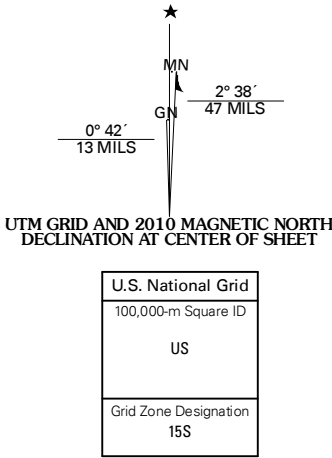 MN
2° 38´
47 MILS
GN
0° 42´
13 MILS
UTM GRID AND 2010 MAGNETIC NORTH
DECLINATION AT CENTER OF SHEET
U.S. National Grid
100,000-m Square ID
US
Grid Zone Designation
15S